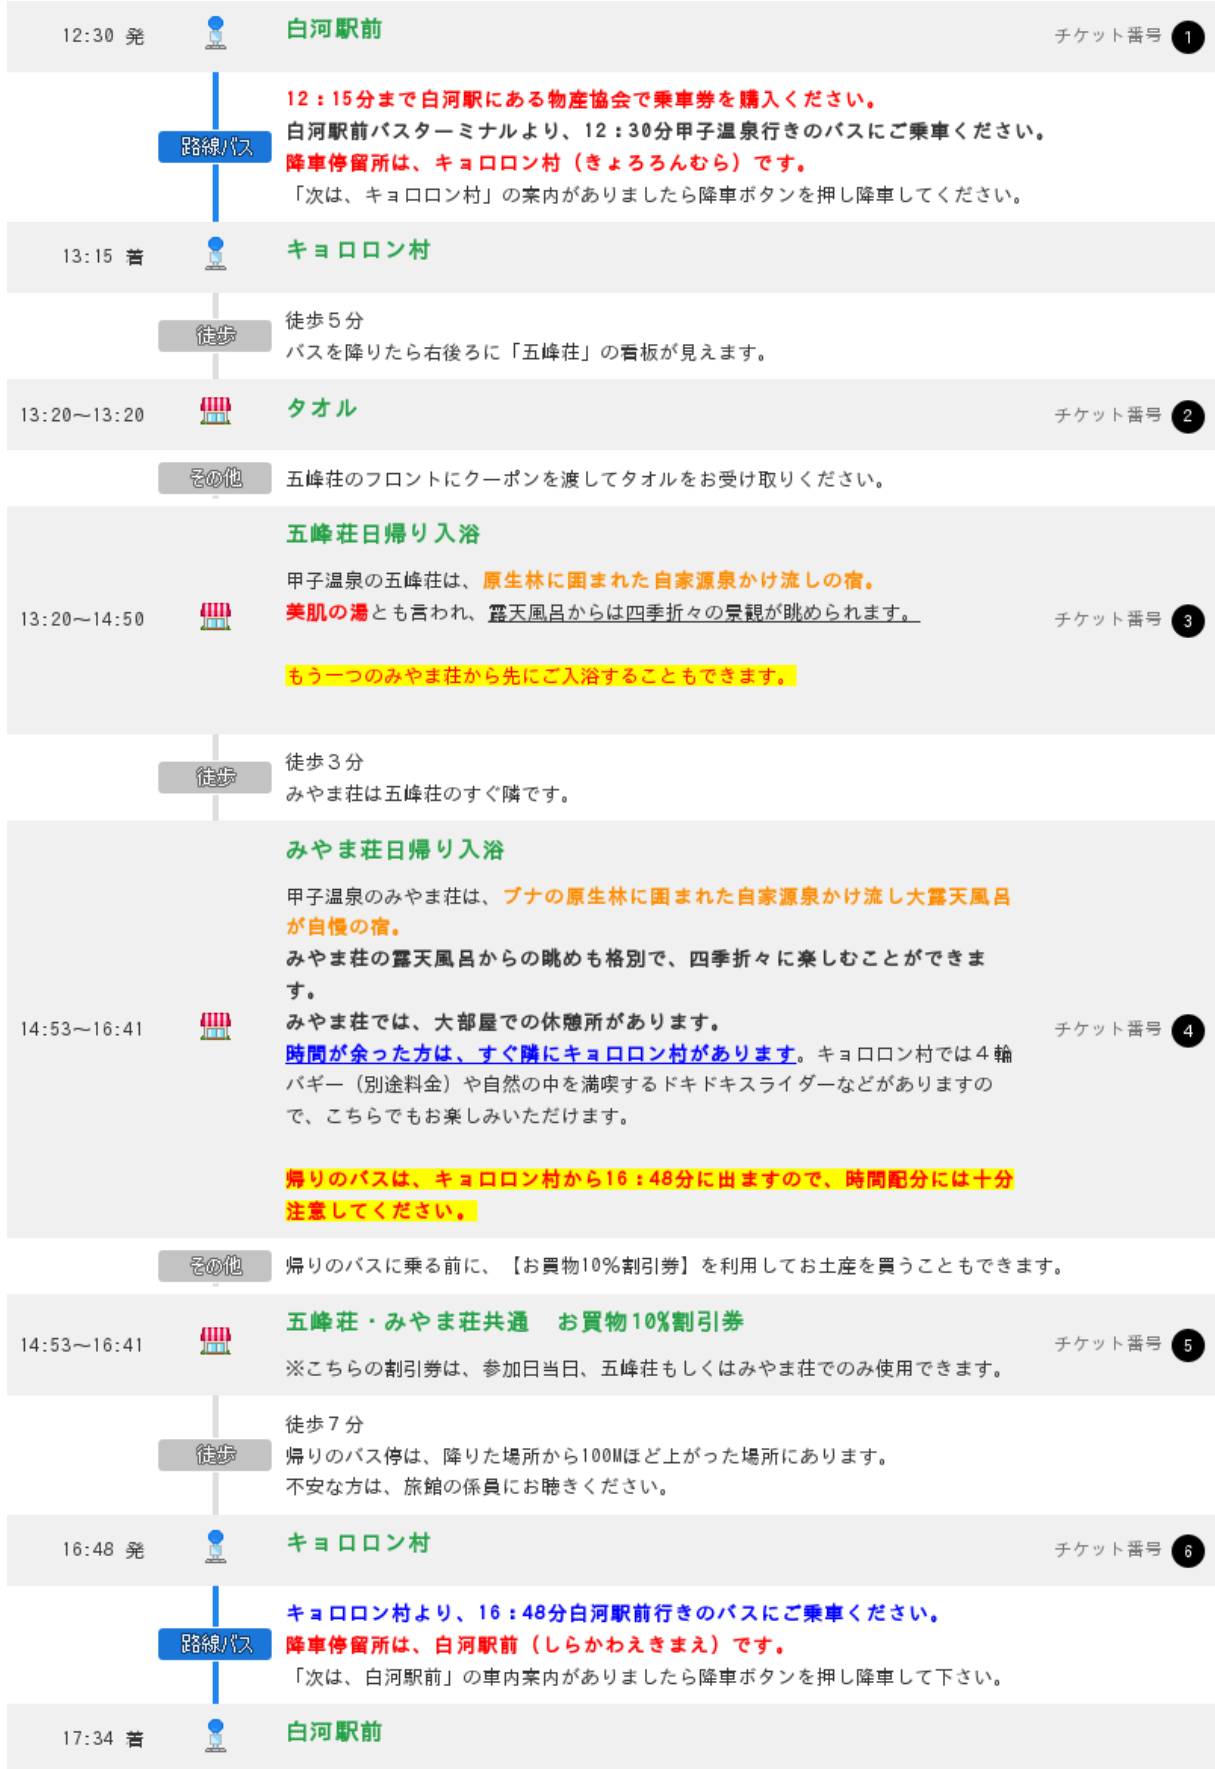 12:30 発
白河駅前
チケット番号 1
12：15分まで白河駅にある物産協会で乗車券を購入ください。
路線バス
白河駅前バスターミナルより、12：30分甲子温泉行きのバスにご乗車ください。
降車停留所は、キョロロン村（きょろろんむら）です。
「次は、キョロロン村」の案内がありましたら降車ボタンを押し降車してください。
13:15 着
キョロロン村
徒歩
徒歩５分
バスを降りたら右後ろに「五峰荘」の看板が見えます。
13:20～13:20
タオル
チケット番号 2
その他
五峰荘のフロントにクーポンを渡してタオルをお受け取りください。
五峰荘日帰り入浴
甲子温泉の五峰荘は、原生林に囲まれた自家源泉かけ流しの宿。
13:20～14:50
美肌の湯とも言われ、露天風呂からは四季折々の景観が眺められます。
チケット番号 3
もう一つのみやま荘から先にご入浴することもできます。
徒歩
徒歩３分
みやま荘は五峰荘のすぐ隣です。
みやま荘日帰り入浴
甲子温泉のみやま荘は、ブナの原生林に囲まれた自家源泉かけ流し大露天風呂
が自慢の宿。
みやま荘の露天風呂からの眺めも格別で、四季折々に楽しむことができま
す。
14:53～16:41
みやま荘では、大部屋での休憩所があります。
チケット番号 4
時間が余った方は、すぐ隣にキョロロン村があります。キョロロン村では４輪
バギー（別途料金）や自然の中を満喫するドキドキスライダーなどがありますの
で、こちらでもお楽しみいただけます。
帰りのバスは、キョロロン村から16：48分に出ますので、時間配分には十分
注意してください。
その他
帰りのバスに乗る前に、【お買物10％割引券】を利用してお土産を買うこともできます。
五峰荘・みやま荘共通　お買物10%割引券
14:53～16:41
チケット番号 5
※こちらの割引券は、参加日当日、五峰荘もしくはみやま荘でのみ使用できます。
徒歩
徒歩７分
帰りのバス停は、降りた場所から100Mほど上がった場所にあります。
不安な方は、旅館の係員にお聴きください。
16:48 発
キョロロン村
チケット番号 6
キョロロン村より、16：48分白河駅前行きのバスにご乗車ください。
路線バス
降車停留所は、白河駅前（しらかわえきまえ）です。
「次は、白河駅前」の車内案内がありましたら降車ボタンを押し降車して下さい。
17:34 着
白河駅前